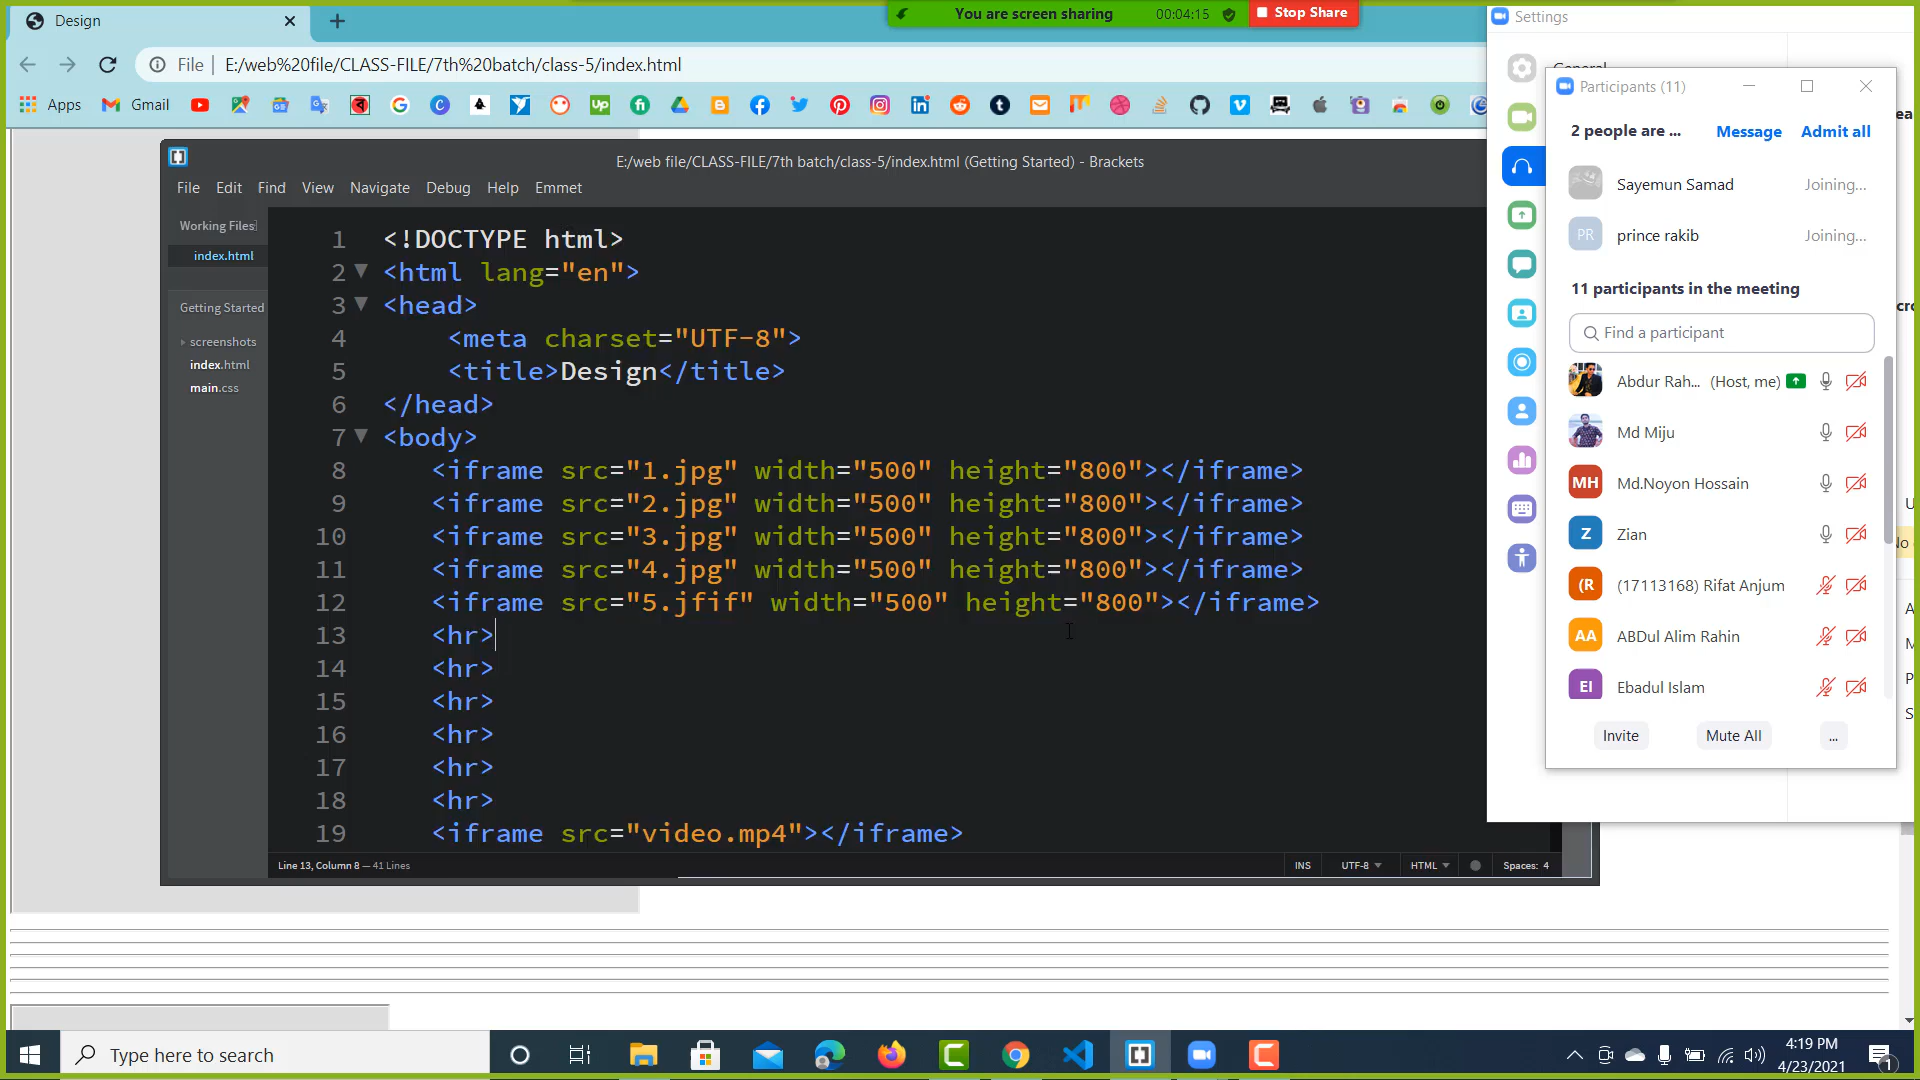 Design
You are screen sharing 00:04:15 Stop Share
Settings
File E:/web%20file/CLASS-FILE/7th%20batch/class-5/index.html
General
Apps Gmail
Participants (11)
2 people are ... Message Admit all
Sayemun Samad Joining...
PR prince rakib Joining...
11 participants in the meeting
Find a participant
Abdur Rah... (Host, me)
Md Miju
MH Md.Noyon Hossain
Z Zian
(R (17113168) Rifat Anjum
AA ABDul Alim Rahin
EI Ebadul Islam
Invite Mute All ...
E:/web file/CLASS-FILE/7th batch/class-5/index.html (Getting Started) - Brackets
File Edit Find View Navigate Debug Help Emmet
Working Files
index.html
Getting Started
screenshots
index.html
main.css
1 <!DOCTYPE html>
2 <html lang="en">
3 <head>
4 <meta charset="UTF-8">
5 <title>Design</title>
6 </head>
7 <body>
8 <iframe src="1.jpg" width="500" height="800"></iframe>
9 <iframe src="2.jpg" width="500" height="800"></iframe>
10 <iframe src="3.jpg" width="500" height="800"></iframe>
11 <iframe src="4.jpg" width="500" height="800"></iframe>
12 <iframe src="5.jfif" width="500" height="800"></iframe>
13 <hr>
14 <hr>
15 <hr>
16 <hr>
17 <hr>
18 <hr>
19 <iframe src="video.mp4"></iframe>
Line 13, Column 8 — 41 Lines
INS UTF-8 HTML Spaces: 4
Type here to search
4:19 PM
4/23/2021
1